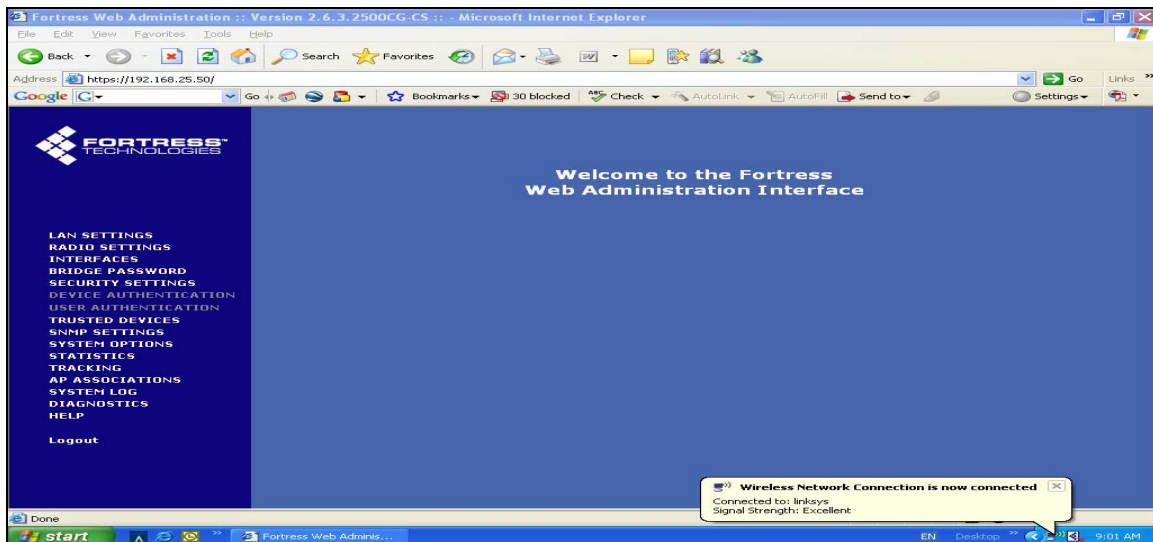 Fortress Web Administration :: Version 2.6.3.2500CG-CS :: - Microsoft Internet Explorer
File Edit View Favorites Tools Help
Back Search Favorites
Address https://192.168.25.50/ Go Links »
Google G Go Bookmarks 30 blocked Check AutoLink AutoFill Send to Settings
FORTRESS™
TECHNOLOGIES
Welcome to the Fortress
Web Administration Interface
LAN SETTINGS
RADIO SETTINGS
INTERFACES
BRIDGE PASSWORD
SECURITY SETTINGS
DEVICE AUTHENTICATION
USER AUTHENTICATION
TRUSTED DEVICES
SNMP SETTINGS
SYSTEM OPTIONS
STATISTICS
TRACKING
AP ASSOCIATIONS
SYSTEM LOG
DIAGNOSTICS
HELP
Logout
Wireless Network Connection is now connected
Connected to: linksys
Signal Strength: Excellent
Done
start » Fortress Web Adminis... EN Desktop » 9:01 AM